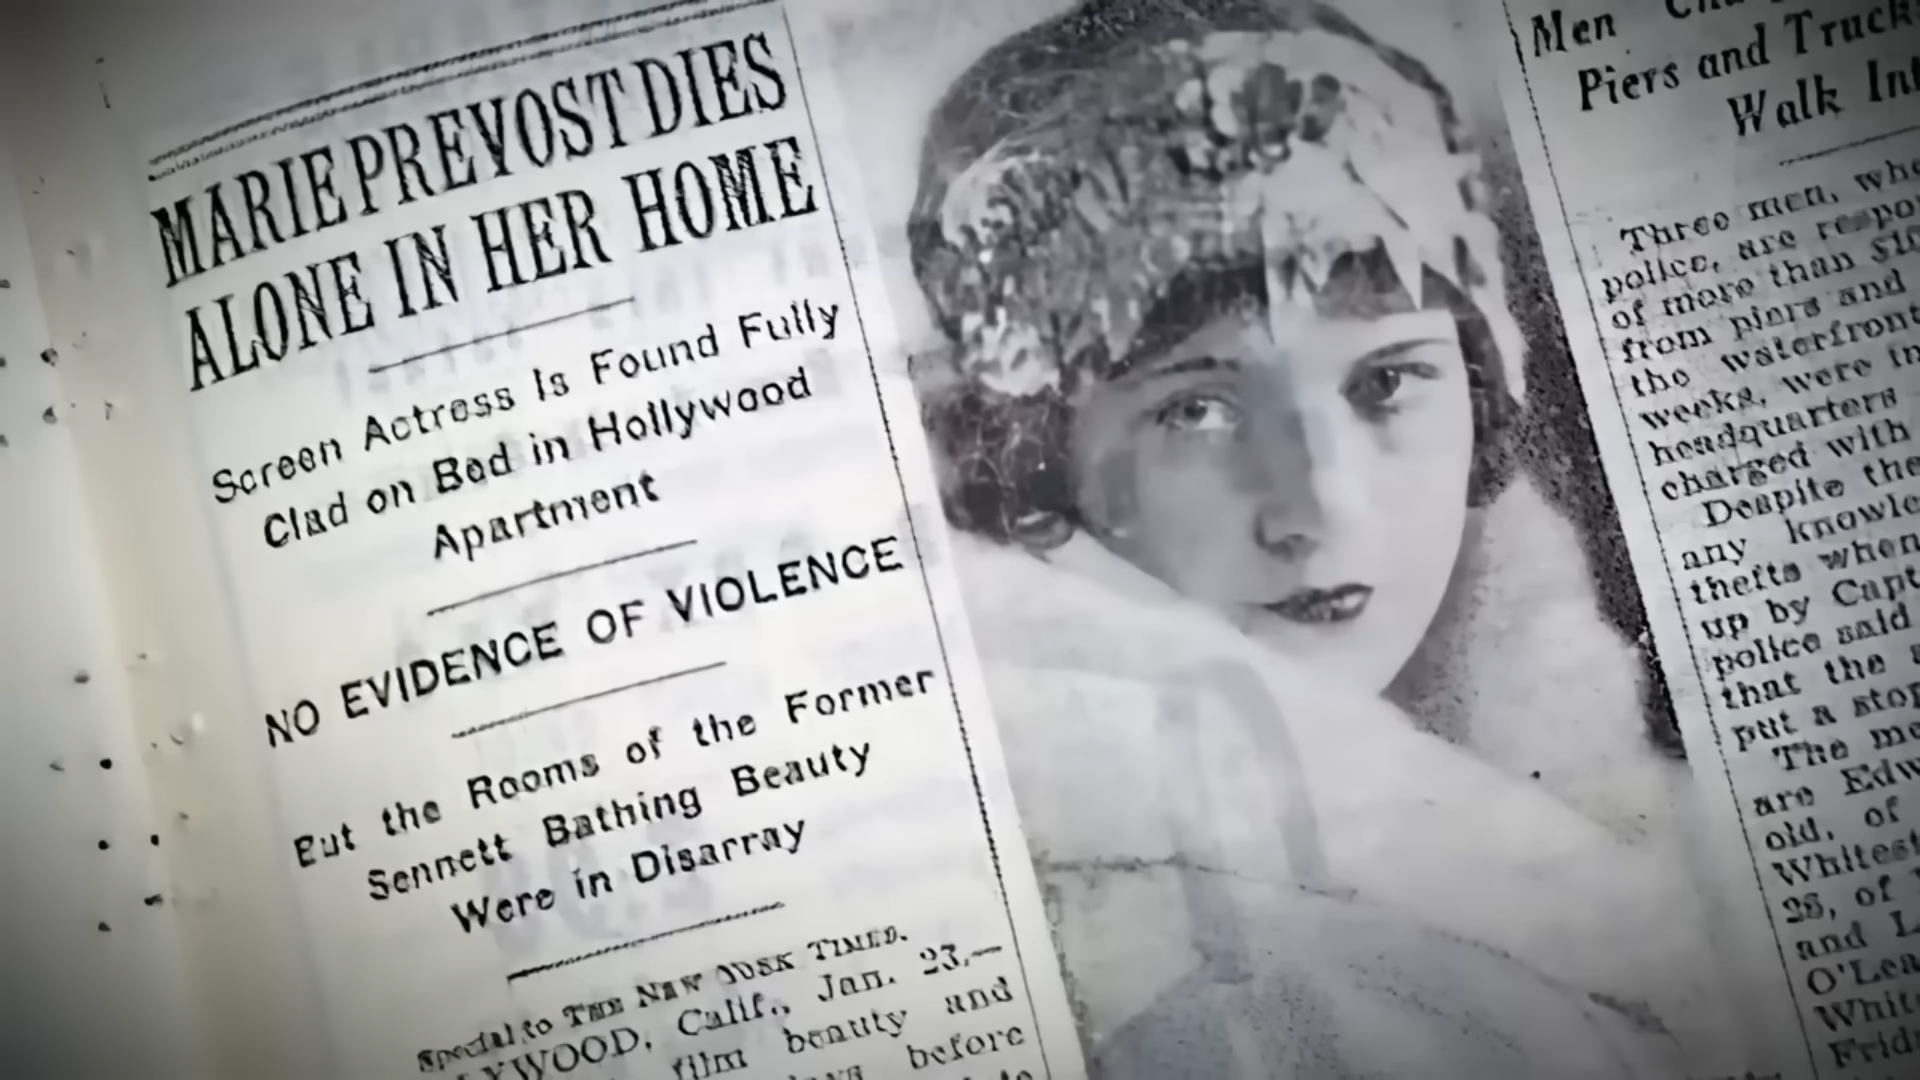 MARIE PREVOST DIES
ALONE IN HER HOME
Screen Actress Is Found Fully
Clad on Bed in Hollywood
Apartment
NO EVIDENCE OF VIOLENCE
But the Rooms of the Former
Sennett Bathing Beauty
Were in Disarray
Special to THE NEW YORK TIMES.
YWOOD, Calif., Jan. 23.—
film beauty and
before
Men
Piers and Truck
Walk Int
Three men, who
police, are respo
of more than $10
from piers and
the waterfront
weeks, were in
headquarters
charged with
Despite the
any knowle
thefts when
up by Capt
police said
that the
put a stop
The me
are Edw
old, of
Whitest
26, of
and L
O'Lea
White
Frid